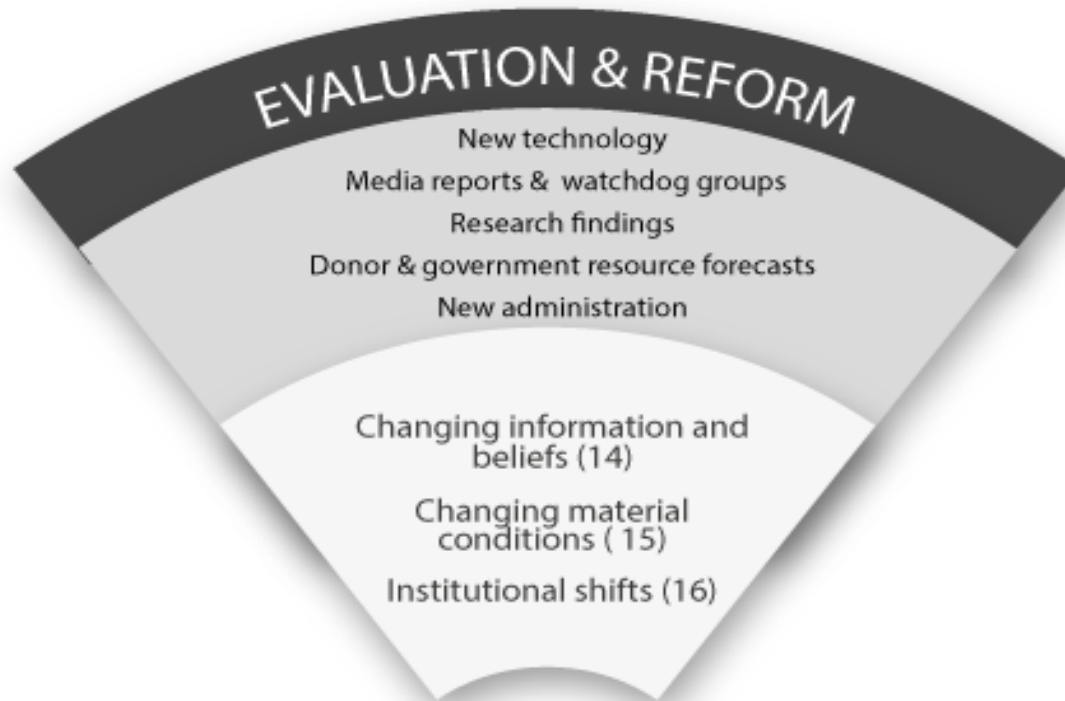 EVALUATION & REFORM
New technology
Media reports & watchdog groups
Research findings
Donor & government resource forecasts
New administration
Changing information and
beliefs (14)
Changing material
conditions ( 15)
Institutional shifts (16)